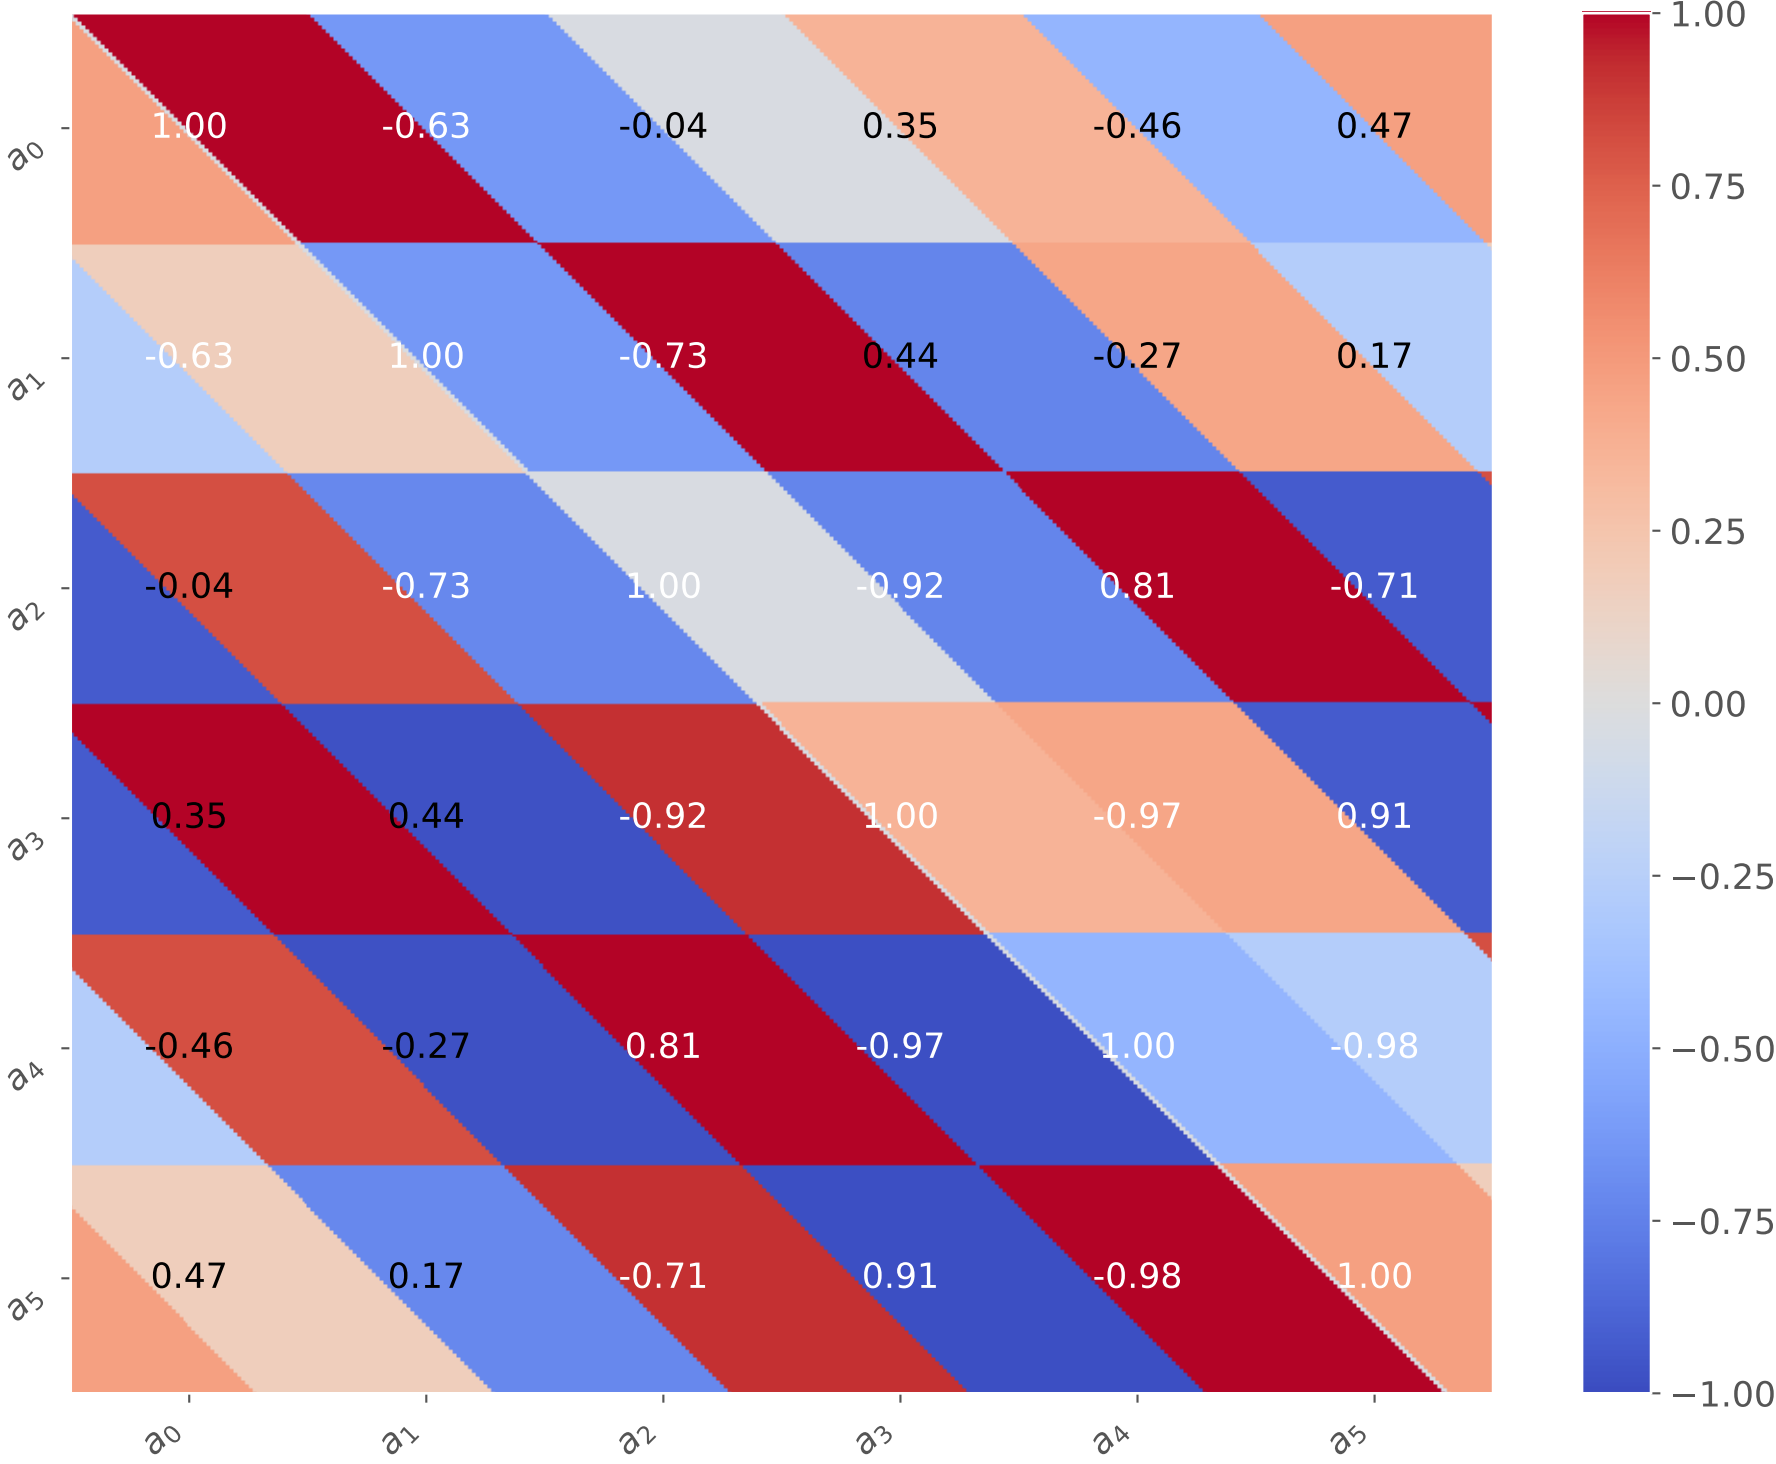 1.00
a0 1.00 -0.63 -0.04 0.35 -0.46 0.47
0.75
a1 -0.63 1.00 -0.73 0.44 -0.27 0.17
0.50
0.25
a2 -0.04 -0.73 1.00 -0.92 0.81 -0.71
0.00
a3 0.35 0.44 -0.92 1.00 -0.97 0.91
−0.25
a4 -0.46 -0.27 0.81 -0.97 1.00 -0.98
−0.50
−0.75
a5 0.47 0.17 -0.71 0.91 -0.98 1.00
−1.00
a0 a1 a2 a3 a4 a5